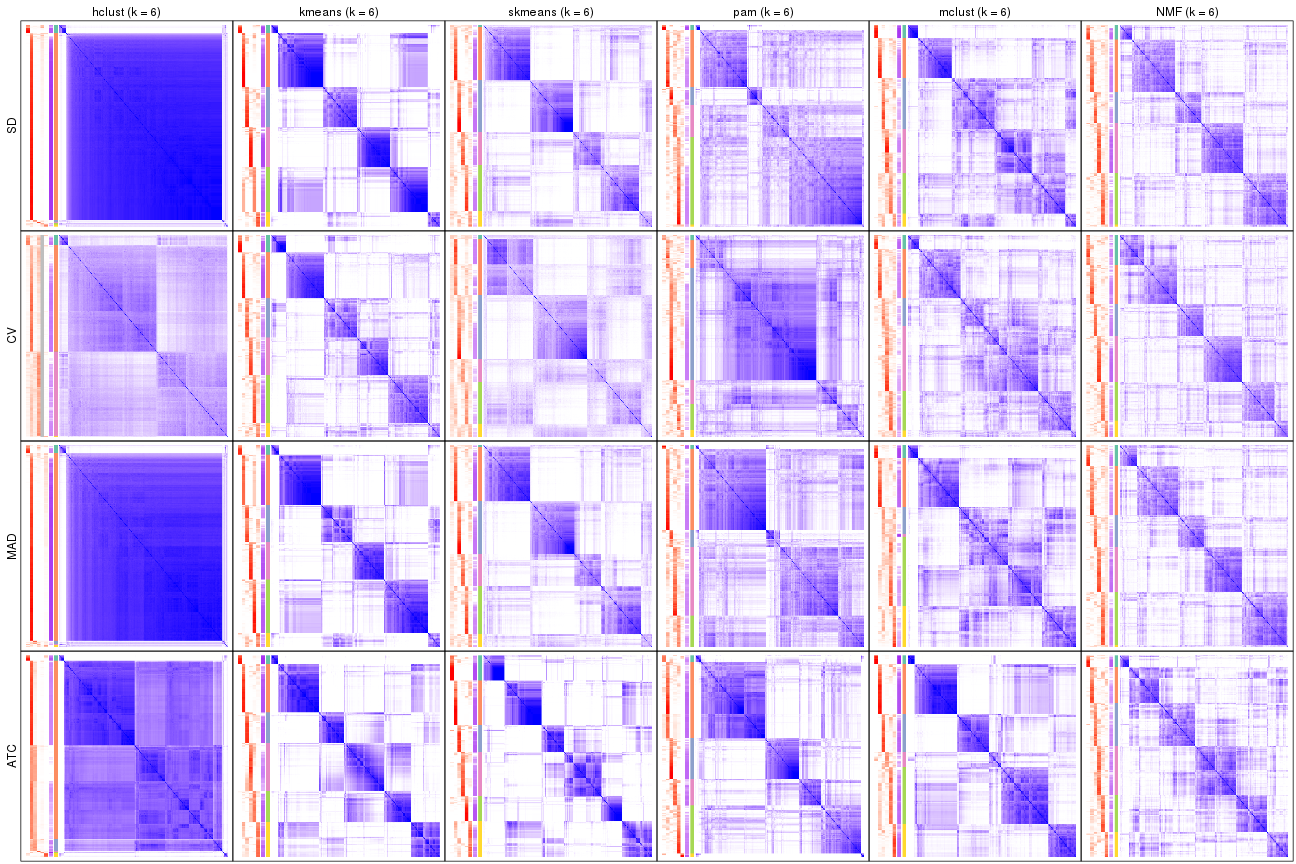 hclust (k = 6) kmeans (k = 6) skmeans (k = 6) pam (k = 6) mclust (k = 6) NMF (k = 6)
SD
CV
MAD
ATC